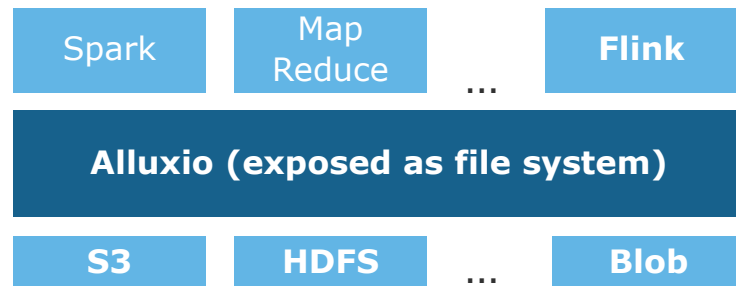 Spark
Map
Reduce
...
Flink
Alluxio (exposed as file system)
S3
HDFS
...
Blob